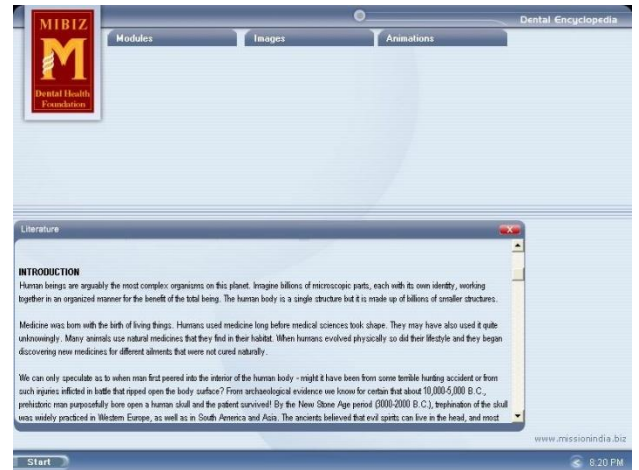 MIBIZ
M
Dental Health
Foundation
Dental Encyclopedia
Modules
Images
Animations
Literature
X
INTRODUCTION
Human beings are arguably the most complex organisms on this planet. Imagine billions of microscopic parts, each with its own identity, working
together in an organized manner for the benefit of the total being. The human body is a single structure but it is made up of billions of smaller structures.
Medicine was born with the birth of living things. Humans used medicine long before medical sciences took shape. They may have also used it quite
unknowingly. Many animals use natural medicines that they find in their habitat. When humans evolved physically so did their lifestyle and they began
discovering new medicines for different ailments that were not cured naturally.
We can only speculate as to when man first peered into the interior of the human body - might it have been from some terrible hunting accident or from
such injuries inflicted in battle that ripped open the body surface? From archaeological evidence we know for certain that about 10,000-5,000 B.C.,
prehistoric man purposefully bore open a human skull and the patient survived! By the New Stone Age period (3000-2000 B.C.), trephination of the skull
was widely practiced in Western Europe, as well as in South America and Asia. The ancients believed that evil spirits can live in the head, and most
www.missionindia.biz
Start
8:20 PM